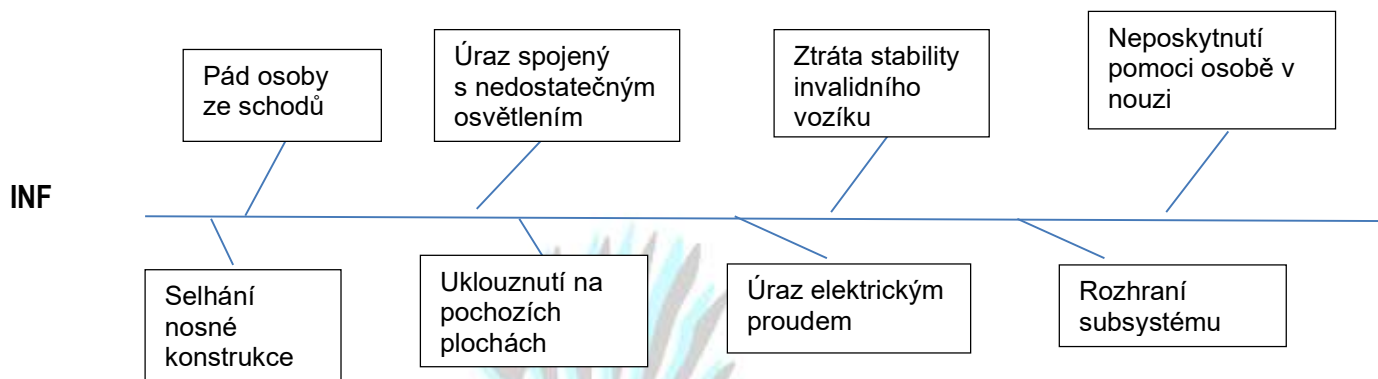 Pád osoby
ze schodů
Úraz spojený
s nedostatečným
osvětlením
Ztráta stability
invalidního
vozíku
Neposkytnutí
pomoci osobě v
nouzi
INF
Selhání
nosné
konstrukce
Uklouznutí na
pochozích
plochách
Úraz elektrickým
proudem
Rozhraní
subsystému